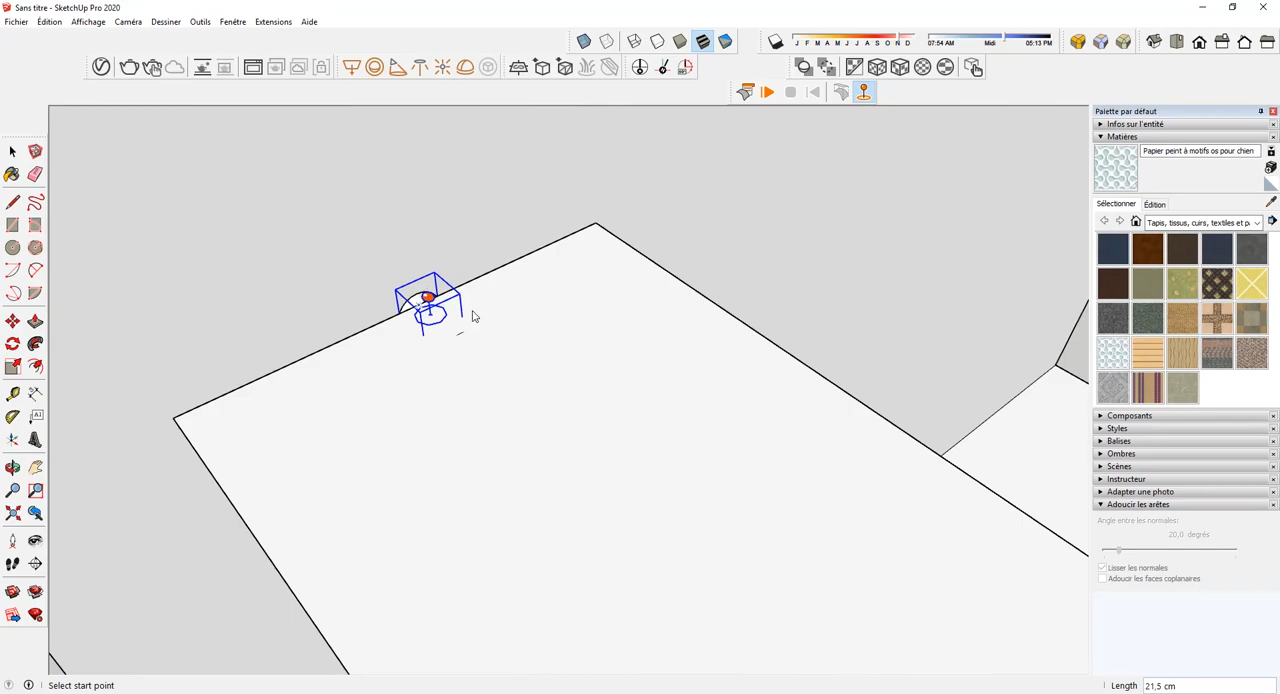 Sans titre - SketchUp Pro 2020
Fichier Édition Affichage Caméra Dessiner Outils Fenêtre Extensions Aide
J F M A M J J A S O N D 07:54 AM Midi 05:13 PM
Palette par défaut
Infos sur l'entité
Matières
Papier peint à motifs os pour chien
Sélectionner Édition
Tapis, tissus, cuirs, textiles et p
Composants
Styles
Balises
Ombres
Scènes
Instructeur
Adapter une photo
Adoucir les arêtes
Angle entre les normales:
20,0 degrés
Lisser les normales
Adoucir les faces coplanaires
Select start point
Length 21,5 cm